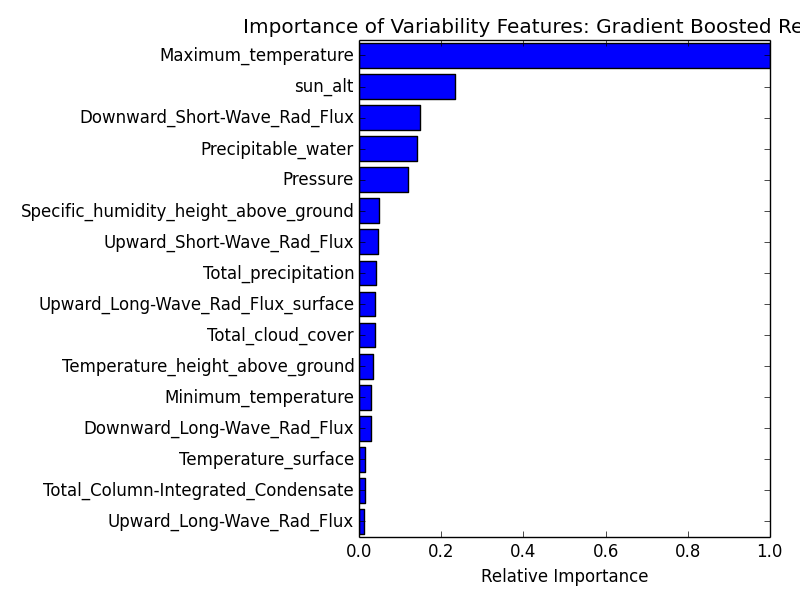 Importance of Variability Features: Gradient Boosted Re
Maximum_temperature
sun_alt
Downward_Short-Wave_Rad_Flux
Precipitable_water
Pressure
Specific_humidity_height_above_ground
Upward_Short-Wave_Rad_Flux
Total_precipitation
Upward_Long-Wave_Rad_Flux_surface
Total_cloud_cover
Temperature_height_above_ground
Minimum_temperature
Downward_Long-Wave_Rad_Flux
Temperature_surface
Total_Column-Integrated_Condensate
Upward_Long-Wave_Rad_Flux
0.0 0.2 0.4 0.6 0.8 1.0
Relative Importance